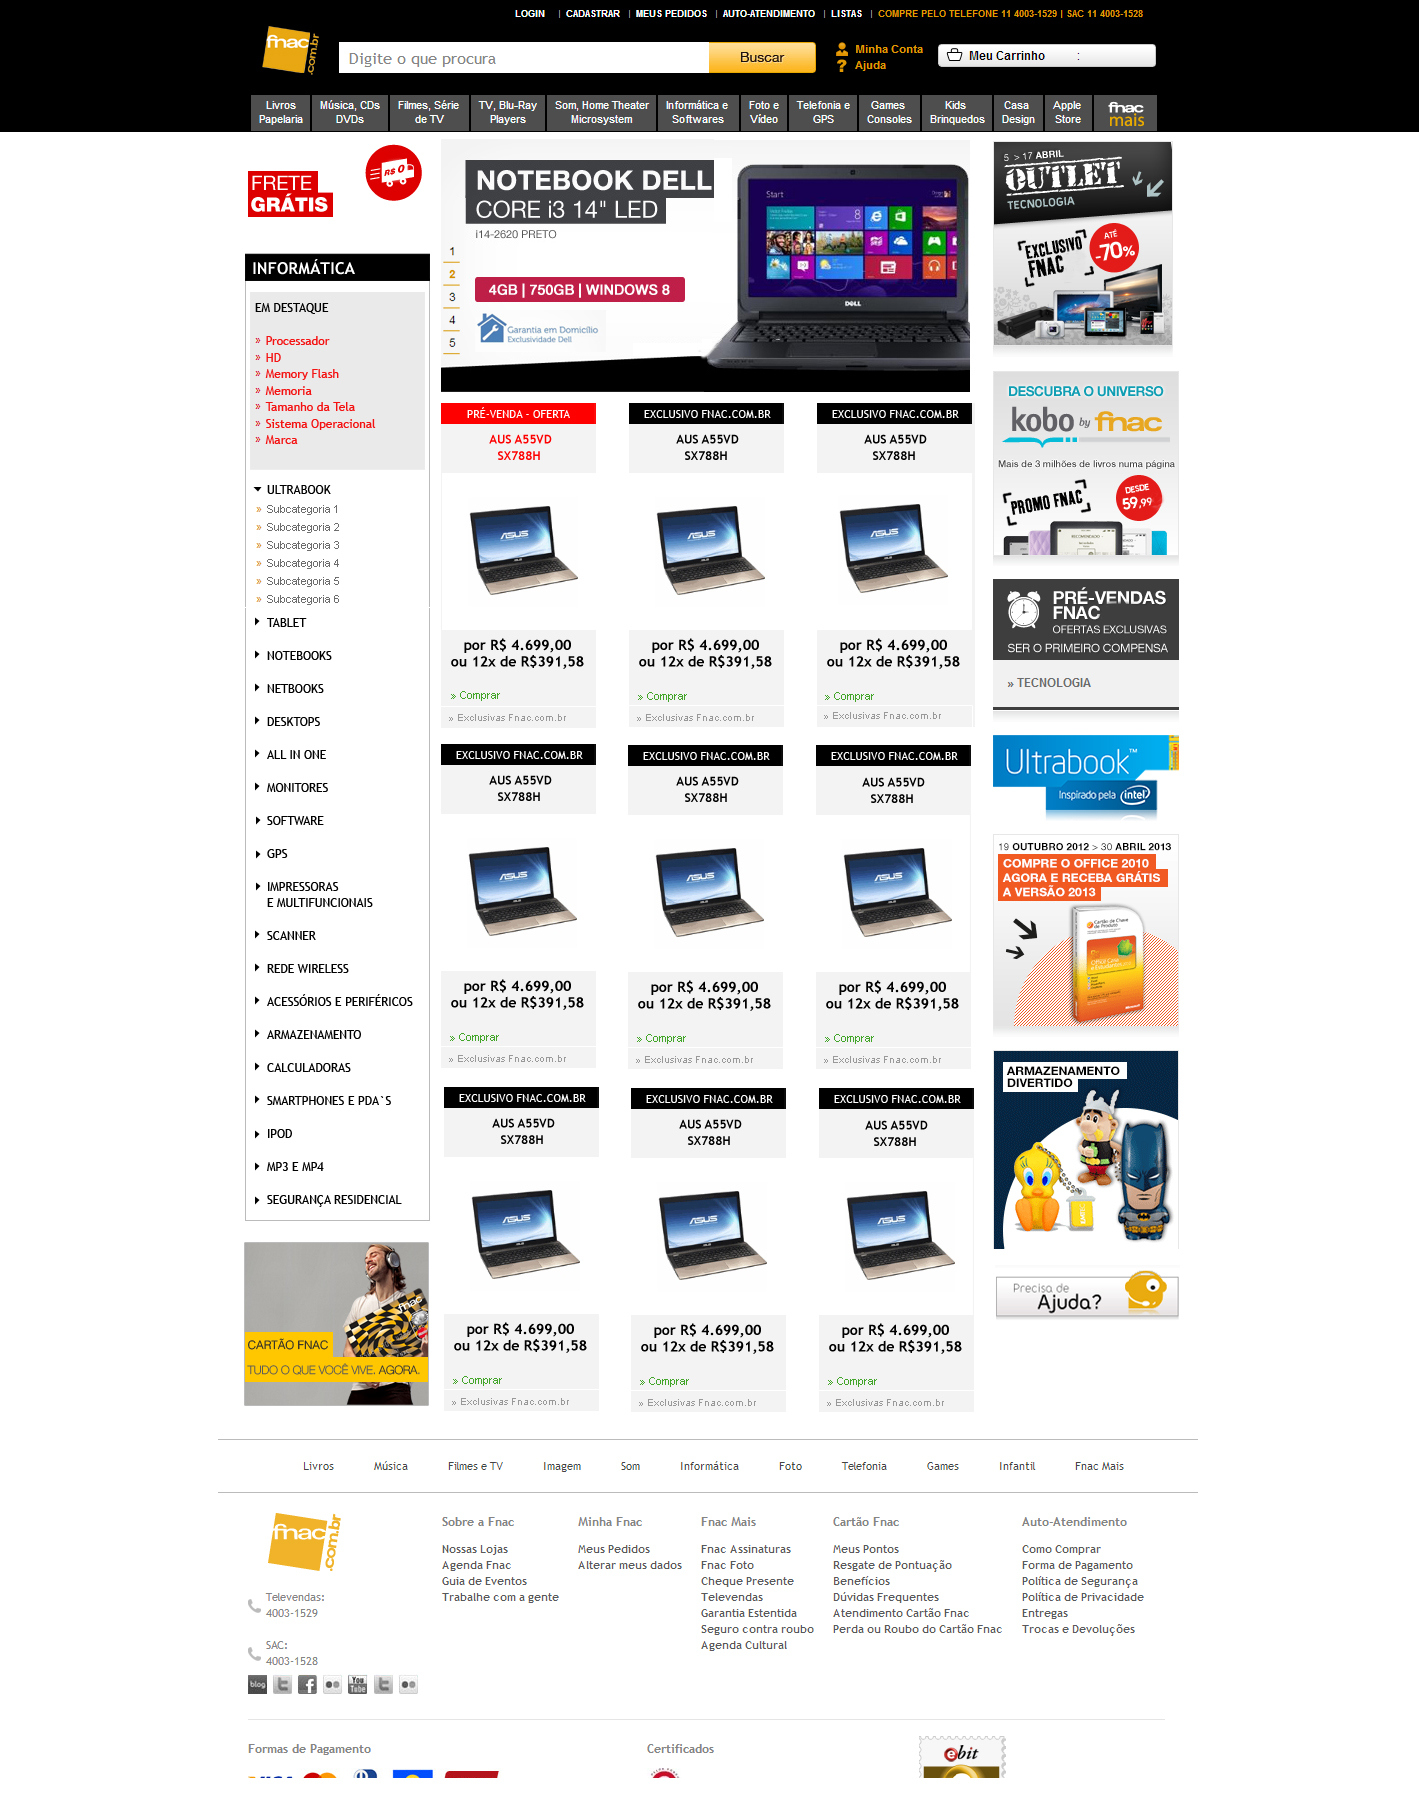 LOGIN | CADASTRAR | MEUS PEDIDOS | AUTO-ATENDIMENTO | LISTAS | COMPRE PELO TELEFONE 11 4003-1529 | SAC 11 4003-1528
fnac.com.br
Digite o que procura
Buscar
Minha Conta
Ajuda
Meu Carrinho :
Livros Papelaria
Música, CDs DVDs
Filmes, Série de TV
TV, Blu-Ray Players
Som, Home Theater Microsystem
Informática e Softwares
Foto e Vídeo
Telefonia e GPS
Games Consoles
Kids Brinquedos
Casa Design
Apple Store
fnac mais
FRETE
GRÁTIS
R$ 0
INFORMÁTICA
EM DESTAQUE
» Processador
» HD
» Memory Flash
» Memoria
» Tamanho da Tela
» Sistema Operacional
» Marca
ULTRABOOK
» Subcategoria 1
» Subcategoria 2
» Subcategoria 3
» Subcategoria 4
» Subcategoria 5
» Subcategoria 6
TABLET
NOTEBOOKS
NETBOOKS
DESKTOPS
ALL IN ONE
MONITORES
SOFTWARE
GPS
IMPRESSORAS
E MULTIFUNCIONAIS
SCANNER
REDE WIRELESS
ACESSÓRIOS E PERIFÉRICOS
ARMAZENAMENTO
CALCULADORAS
SMARTPHONES E PDA`S
IPOD
MP3 E MP4
SEGURANÇA RESIDENCIAL
fnac
CARTÃO FNAC
TUDO O QUE VOCÊ VIVE. AGORA.
NOTEBOOK DELL
CORE i3 14" LED
i14-2620 PRETO
1
2
3
4
5
4GB | 750GB | WINDOWS 8
Garantia em Domicílio
Exclusividade Dell
Start
DELL
PRÉ-VENDA - OFERTA
AUS A55VD
SX788H
ASUS
por R$ 4.699,00
ou 12x de R$391,58
» Comprar
» Exclusivas Fnac.com.br
EXCLUSIVO FNAC.COM.BR
AUS A55VD
SX788H
ASUS
por R$ 4.699,00
ou 12x de R$391,58
» Comprar
» Exclusivas Fnac.com.br
EXCLUSIVO FNAC.COM.BR
AUS A55VD
SX788H
ASUS
por R$ 4.699,00
ou 12x de R$391,58
» Comprar
» Exclusivas Fnac.com.br
EXCLUSIVO FNAC.COM.BR
AUS A55VD
SX788H
ASUS
por R$ 4.699,00
ou 12x de R$391,58
» Comprar
» Exclusivas Fnac.com.br
EXCLUSIVO FNAC.COM.BR
AUS A55VD
SX788H
ASUS
por R$ 4.699,00
ou 12x de R$391,58
» Comprar
» Exclusivas Fnac.com.br
EXCLUSIVO FNAC.COM.BR
AUS A55VD
SX788H
ASUS
por R$ 4.699,00
ou 12x de R$391,58
» Comprar
» Exclusivas Fnac.com.br
EXCLUSIVO FNAC.COM.BR
AUS A55VD
SX788H
ASUS
por R$ 4.699,00
ou 12x de R$391,58
» Comprar
» Exclusivas Fnac.com.br
EXCLUSIVO FNAC.COM.BR
AUS A55VD
SX788H
ASUS
por R$ 4.699,00
ou 12x de R$391,58
» Comprar
» Exclusivas Fnac.com.br
EXCLUSIVO FNAC.COM.BR
AUS A55VD
SX788H
ASUS
por R$ 4.699,00
ou 12x de R$391,58
» Comprar
» Exclusivas Fnac.com.br
5 > 17 ABRIL
OUTLET
TECNOLOGIA
EXCLUSIVO
FNAC
ATÉ
-70%
DESCUBRA O UNIVERSO
kobo by fnac
Mais de 3 milhões de livros numa página
PROMO FNAC
DESDE
59,99
PRÉ-VENDAS
FNAC
OFERTAS EXCLUSIVAS
SER O PRIMEIRO COMPENSA
» TECNOLOGIA
Ultrabook™
Inspirado pela intel
19 OUTUBRO 2012 > 30 ABRIL 2013
COMPRE O OFFICE 2010
AGORA E RECEBA GRÁTIS
A VERSÃO 2013
Cartão de Chave
de Produto
ARMAZENAMENTO
DIVERTIDO
Precisa de
Ajuda?
Livros Música Filmes e TV Imagem Som Informática Foto Telefonia Games Infantil Fnac Mais
fnac.com.br
Televendas:
4003-1529
SAC:
4003-1528
blog
You Tube
Sobre a Fnac
Nossas Lojas
Agenda Fnac
Guia de Eventos
Trabalhe com a gente
Minha Fnac
Meus Pedidos
Alterar meus dados
Fnac Mais
Fnac Assinaturas
Fnac Foto
Cheque Presente
Televendas
Garantia Estentida
Seguro contra roubo
Agenda Cultural
Cartão Fnac
Meus Pontos
Resgate de Pontuação
Benefícios
Dúvidas Frequentes
Atendimento Cartão Fnac
Perda ou Roubo do Cartão Fnac
Auto-Atendimento
Como Comprar
Forma de Pagamento
Política de Segurança
Política de Privacidade
Entregas
Trocas e Devoluções
Formas de Pagamento
Certificados
ebit